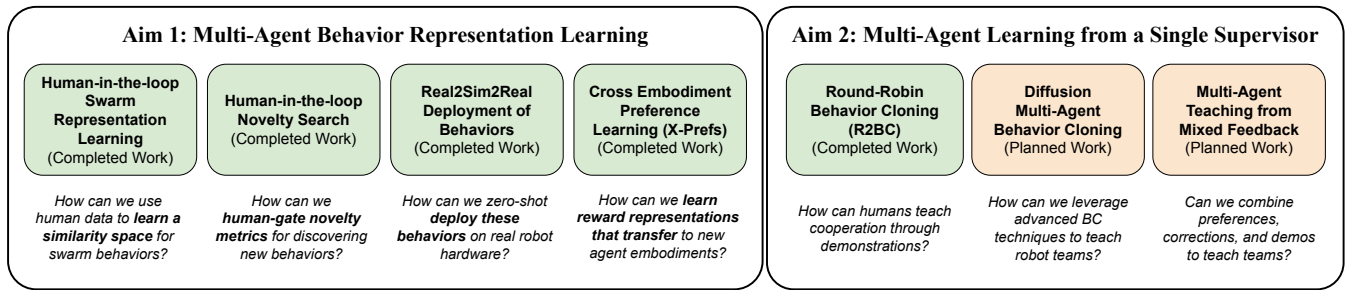 Aim 1: Multi-Agent Behavior Representation Learning
Human-in-the-loop
Swarm
Representation
Learning
(Completed Work)
How can we use
human data to learn a
similarity space for
swarm behaviors?
Human-in-the-loop
Novelty Search
(Completed Work)
How can we
human-gate novelty
metrics for discovering
new behaviors?
Real2Sim2Real
Deployment of
Behaviors
(Completed Work)
How can we zero-shot
deploy these
behaviors on real robot
hardware?
Cross Embodiment
Preference
Learning (X-Prefs)
(Completed Work)
How can we learn
reward representations
that transfer to new
agent embodiments?
Aim 2: Multi-Agent Learning from a Single Supervisor
Round-Robin
Behavior Cloning
(R2BC)
(Completed Work)
How can humans teach
cooperation through
demonstrations?
Diffusion
Multi-Agent
Behavior Cloning
(Planned Work)
How can we leverage
advanced BC
techniques to teach
robot teams?
Multi-Agent
Teaching from
Mixed Feedback
(Planned Work)
Can we combine
preferences,
corrections, and demos
to teach teams?